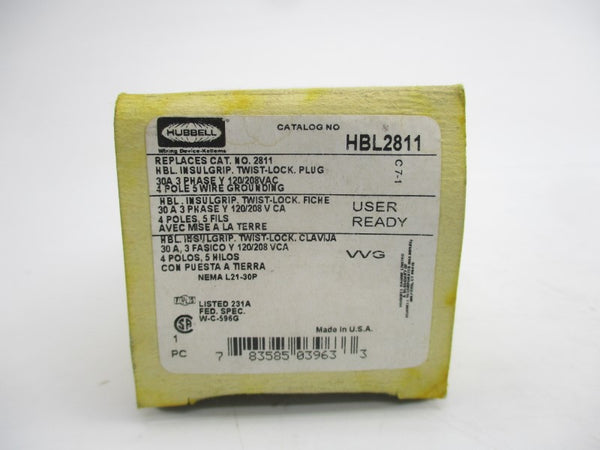 HUBBELL
Wiring Device-Kellems
CATALOG NO
HBL2811
REPLACES CAT. NO. 2811
HBL. INSULGRIP. TWIST-LOCK. PLUG
30A 3 PHASE Y 120/208VAC
4 POLE 5 WIRE GROUNDING
C 7-1
HBL. INSULGRIP. TWIST-LOCK. FICHE
30 A 3 PHASE Y 120/208 V CA
4 POLES, 5 FILS
AVEC MISE A LA TERRE
USER
READY
HBL. INSULGRIP. TWIST-LOCK. CLAVIJA
30 A, 3 FASICO Y 120/208 VCA
4 POLOS, 5 HILOS
CON PUESTA A TIERRA
NEMA L21-30P
VVG
LISTED 231A
FED. SPEC.
W-C-596G
Made in U.S.A.
1
PC
7 83585 03963 3